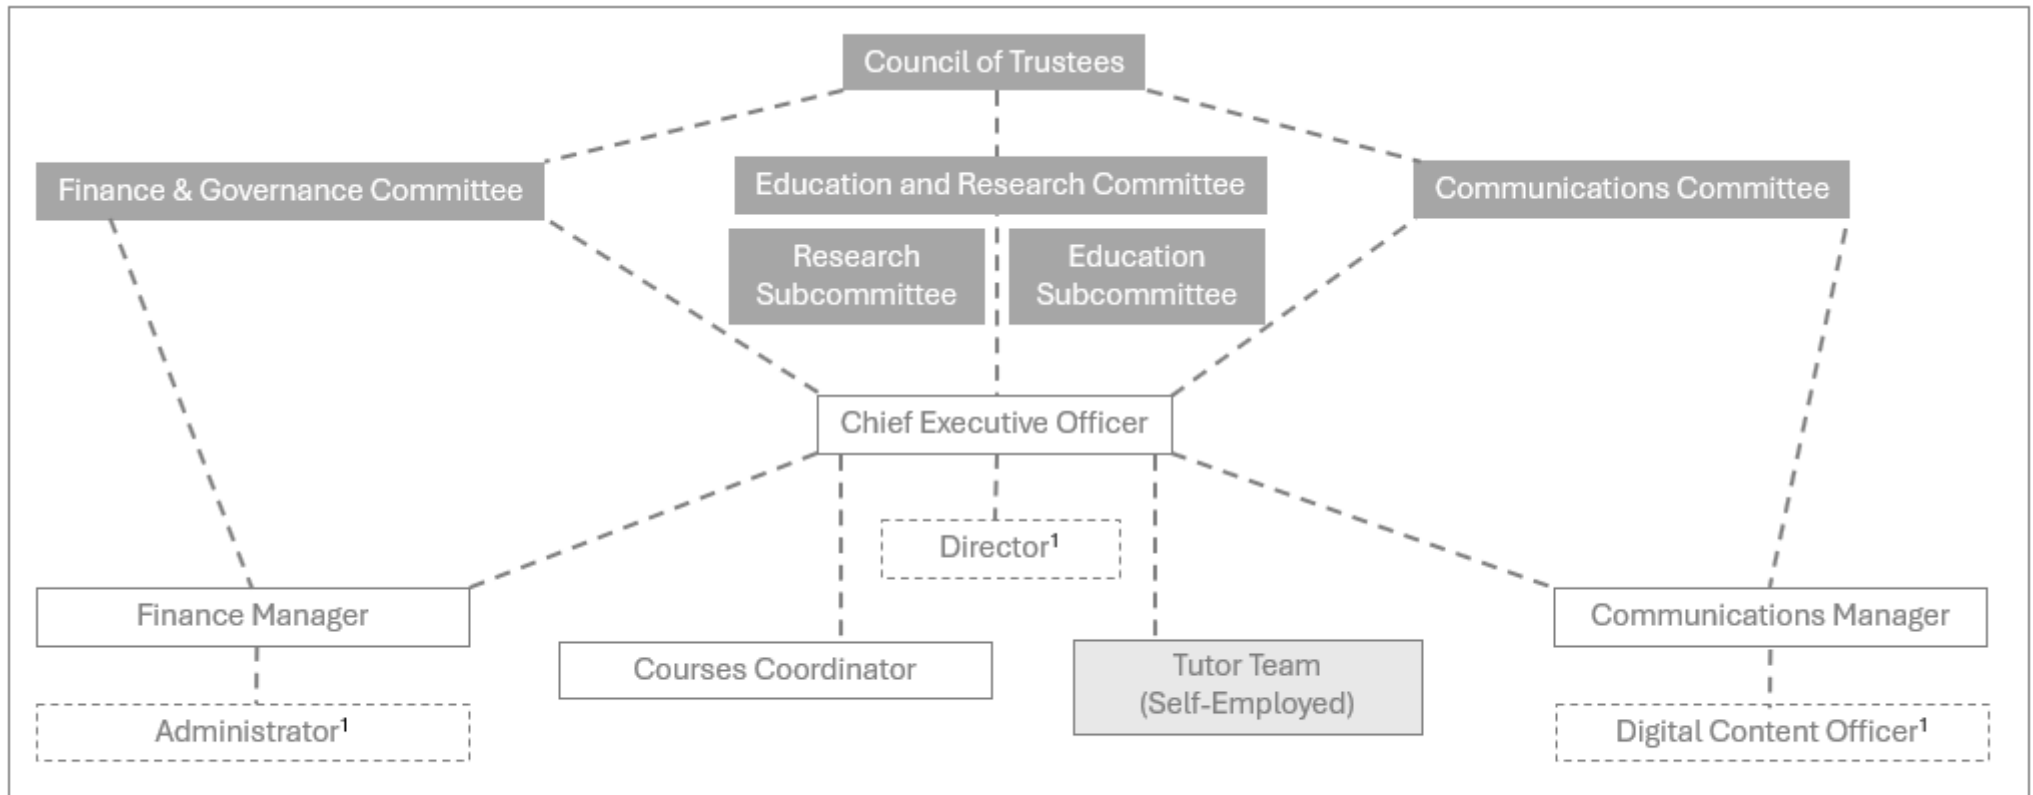 Council of Trustees
Finance & Governance Committee
Education and Research Committee
Communications Committee
Research
Subcommittee
Education
Subcommittee
Chief Executive Officer
Director¹
Finance Manager
Communications Manager
Courses Coordinator
Tutor Team
(Self-Employed)
Administrator¹
Digital Content Officer¹